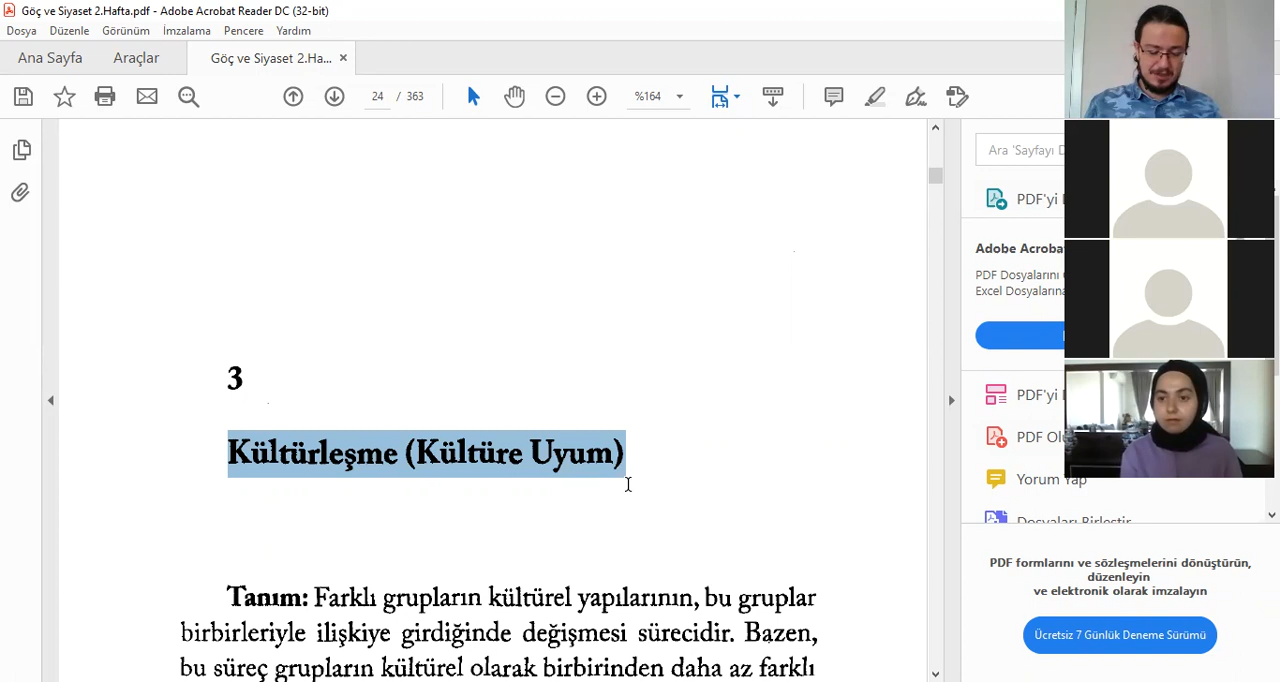 Göç ve Siyaset 2.Hafta.pdf - Adobe Acrobat Reader DC (32-bit)
Dosya Düzenle Görünüm İmzalama Pencere Yardım
Ana Sayfa Araçlar Göç ve Siyaset 2.Ha... ×
24 / 363 %164
Ara 'Sayfayı
PDF'yi
Adobe
PDF Dosyalarını
Excel Dosyalarına
3
Kültürleşme (Kültüre Uyum)
PDF'yi
PDF
Yorum Yap
Dosyaları Birleştir
PDF formlarını ve sözleşmelerini dönüştürün,
düzenleyin
ve elektronik olarak imzalayın
Ücretsiz 7 Günlük Deneme Sürümü
Tanım: Farklı grupların kültürel yapılarının, bu gruplar
birbirleriyle ilişkiye girdiğinde değişmesi sürecidir. Bazen,
bu süreç grupların kültürel olarak birbirinden daha az farklı